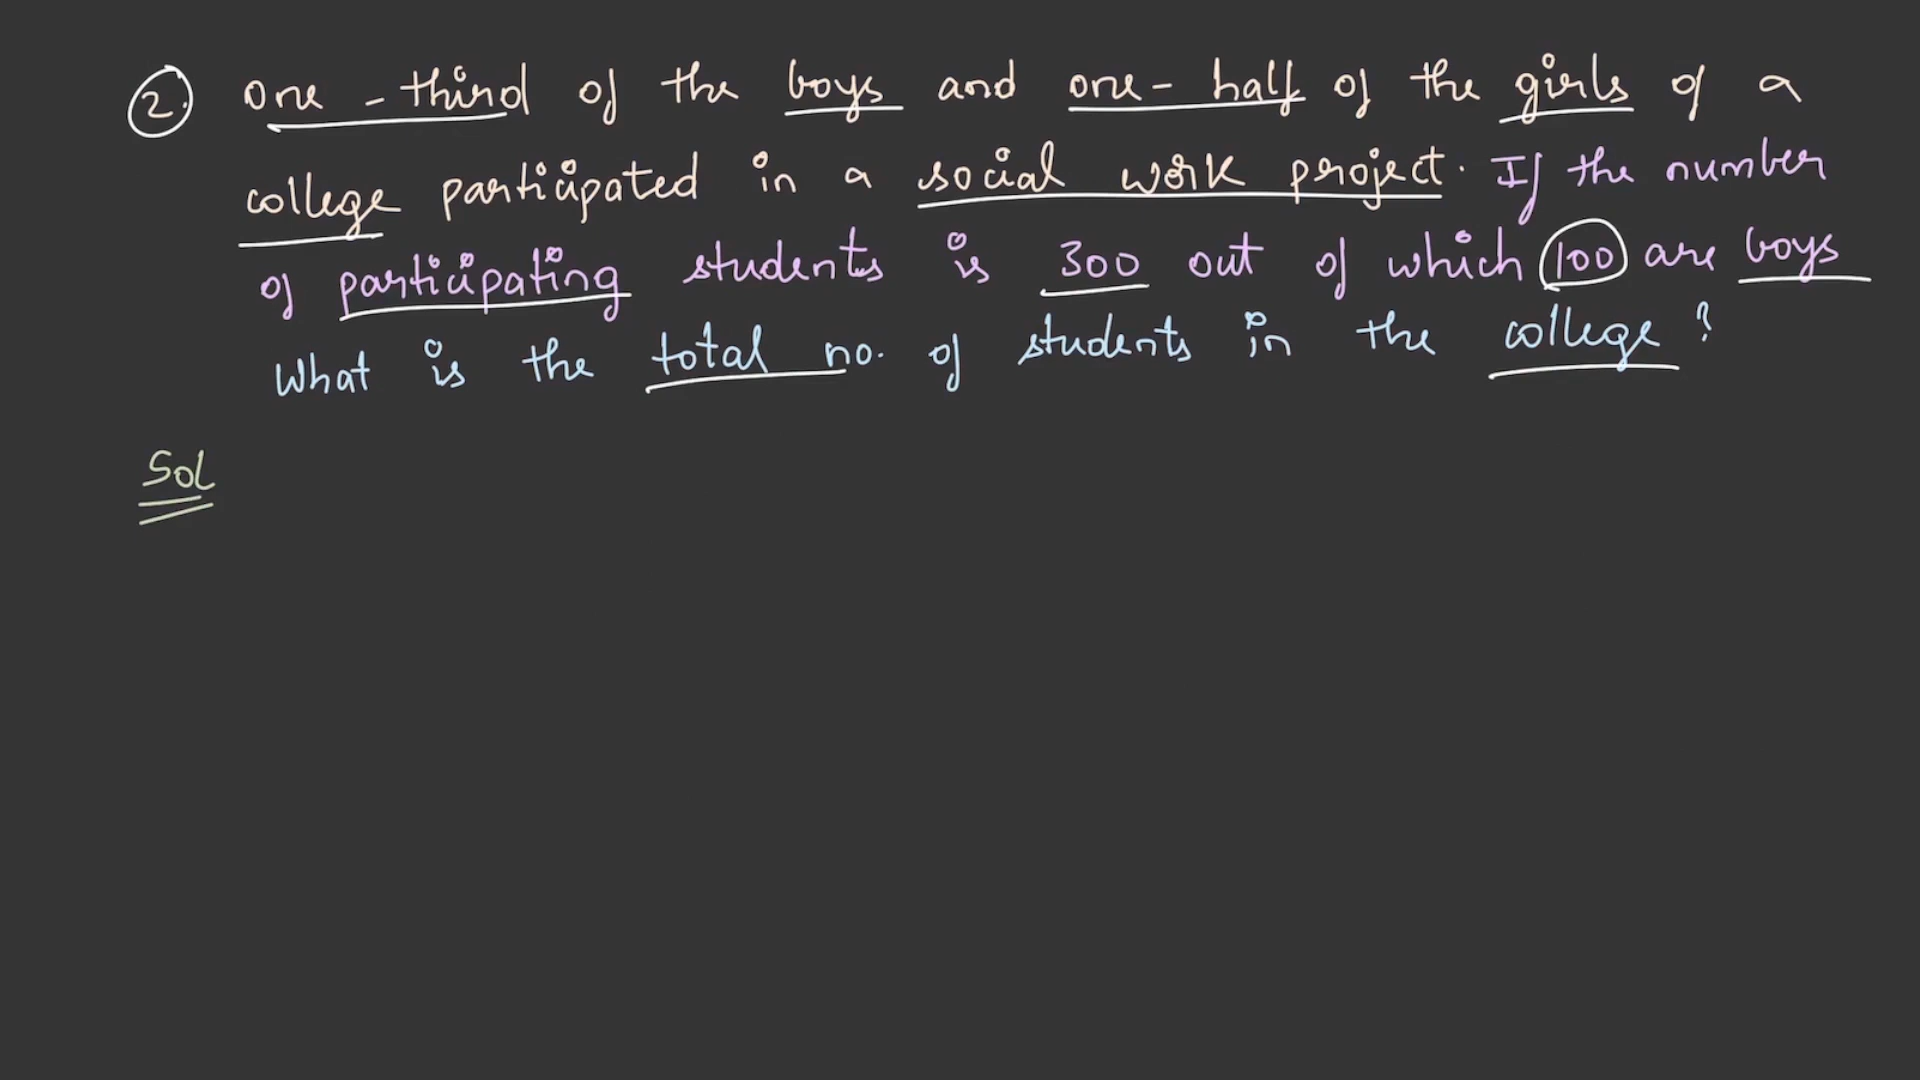 2. One-third of the boys and one-half of the girls of a
college participated in a social work project. If the number
of participating students is 300 out of which 100 are boys
What is the total no. of students in the college?
Sol